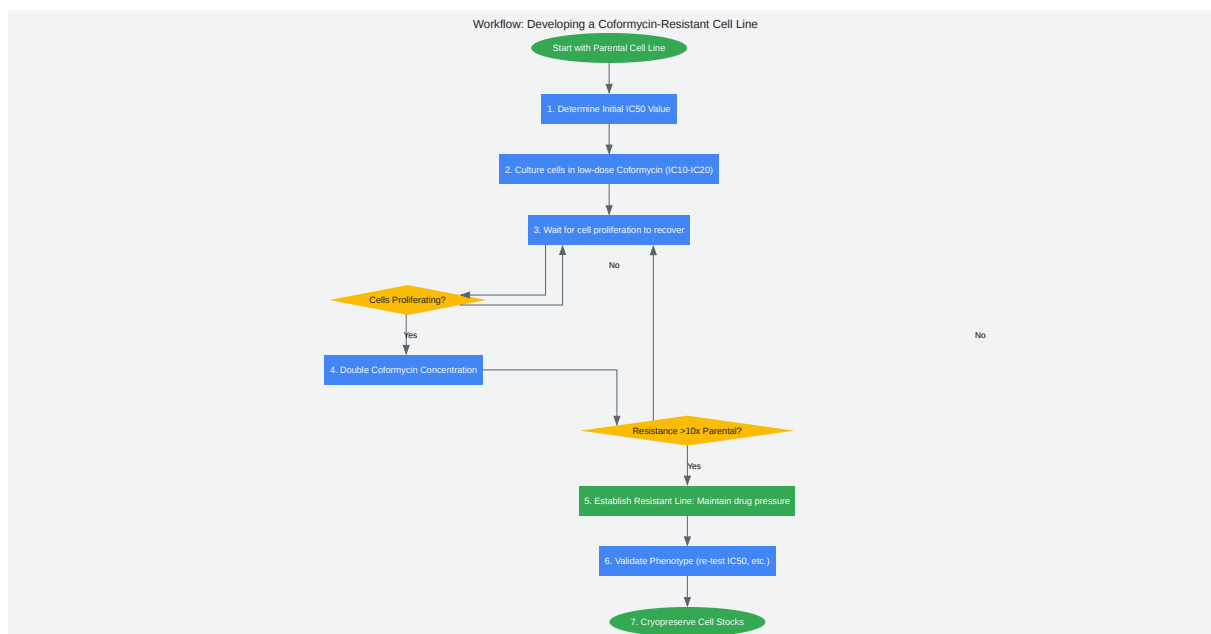 Workflow: Developing a Coformycin-Resistant Cell Line
Start with Parental Cell Line
1. Determine Initial IC50 Value
2. Culture cells in low-dose Coformycin (IC10-IC20)
3. Wait for cell proliferation to recover
No
Cells Proliferating?
Yes
No
4. Double Coformycin Concentration
Resistance >10x Parental?
Yes
5. Establish Resistant Line: Maintain drug pressure
6. Validate Phenotype (re-test IC50, etc.)
7. Cryopreserve Cell Stocks